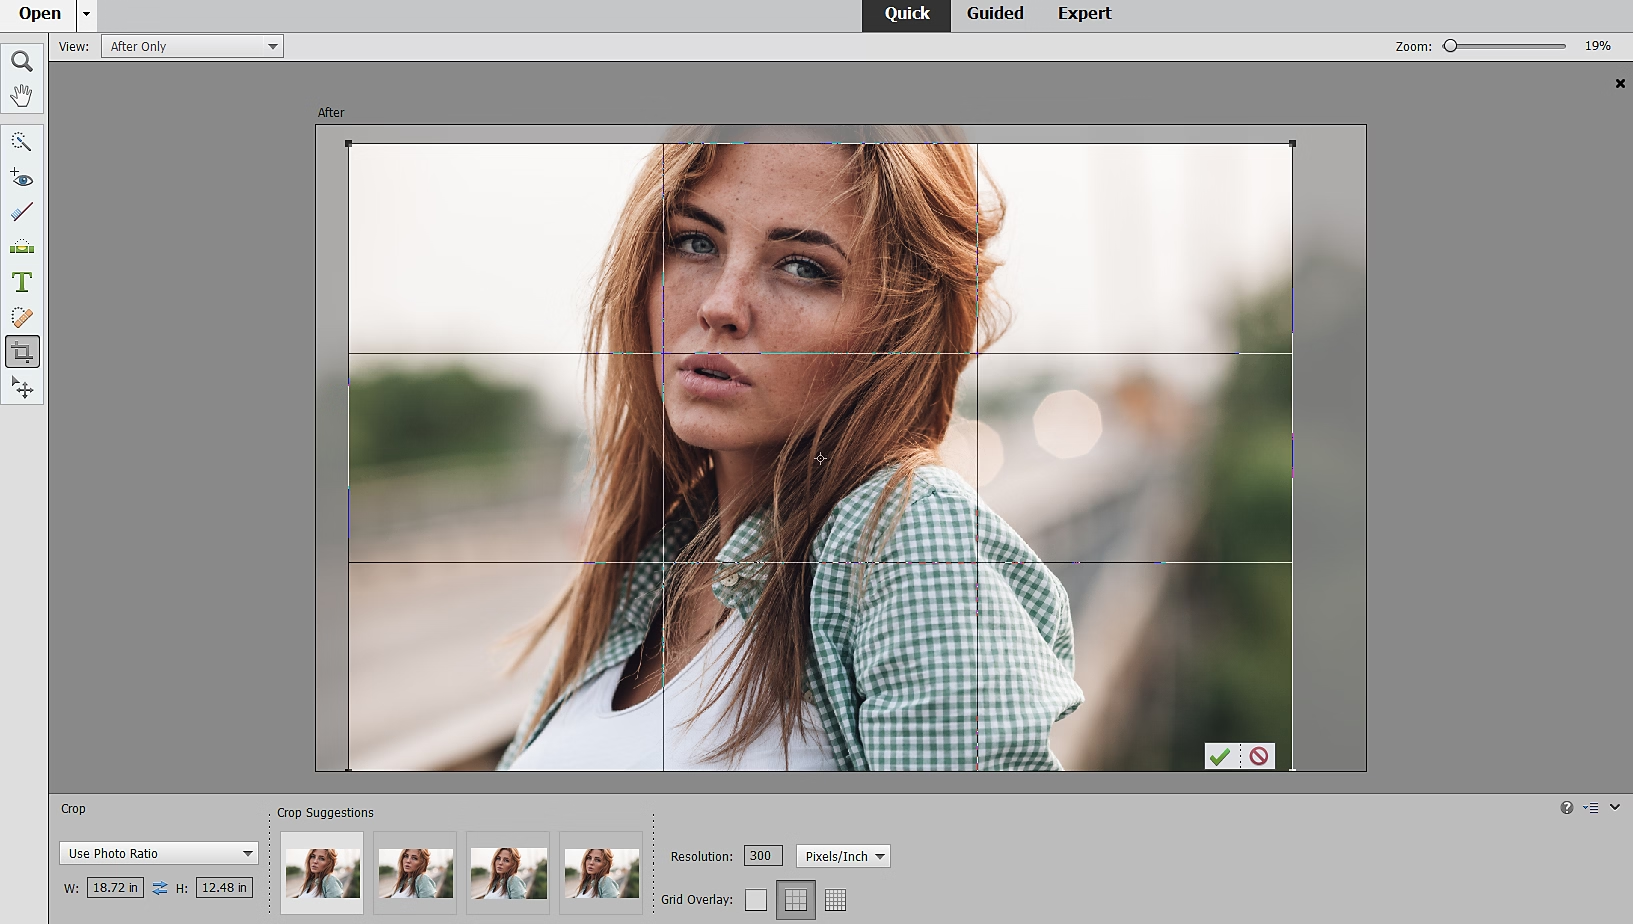 Open
Quick
Guided
Expert
View:
After Only
Zoom:
19%
After
T
Crop
Crop Suggestions
Use Photo Ratio
W:
18.72 in
H:
12.48 in
Resolution:
300
Pixels/Inch
Grid Overlay: